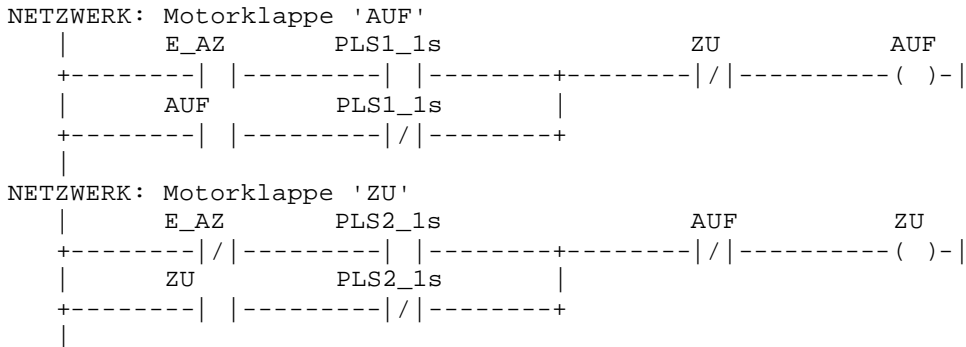 NETZWERK: Motorklappe 'AUF'
   |       E_AZ      PLS1_1s                ZU         AUF
   +--------| |---------| |--------+--------|/|----------( )-|
   |       AUF       PLS1_1s       |
   +--------| |---------|/|--------+
   |
NETZWERK: Motorklappe 'ZU'
   |       E_AZ      PLS2_1s                AUF        ZU
   +--------|/|---------| |--------+--------|/|----------( )-|
   |       ZU        PLS2_1s       |
   +--------| |---------|/|--------+
   |